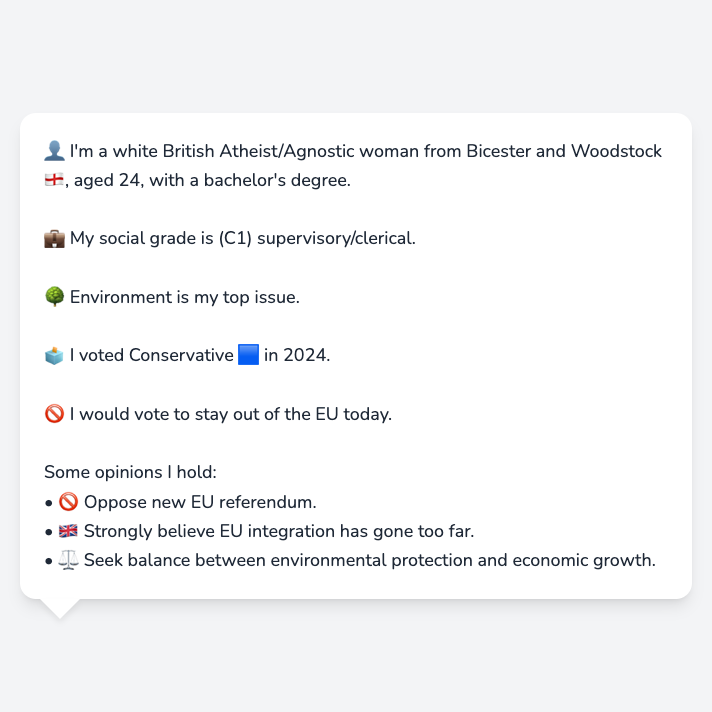 👤 I'm a white British Atheist/Agnostic woman from Bicester and Woodstock
🏴󠁧󠁢󠁥󠁮󠁧󠁿, aged 24, with a bachelor's degree.
💼 My social grade is (C1) supervisory/clerical.
🌳 Environment is my top issue.
🗳️ I voted Conservative 🟦 in 2024.
🚫 I would vote to stay out of the EU today.
Some opinions I hold:
• 🚫 Oppose new EU referendum.
• 🇬🇧 Strongly believe EU integration has gone too far.
• ⚖️ Seek balance between environmental protection and economic growth.